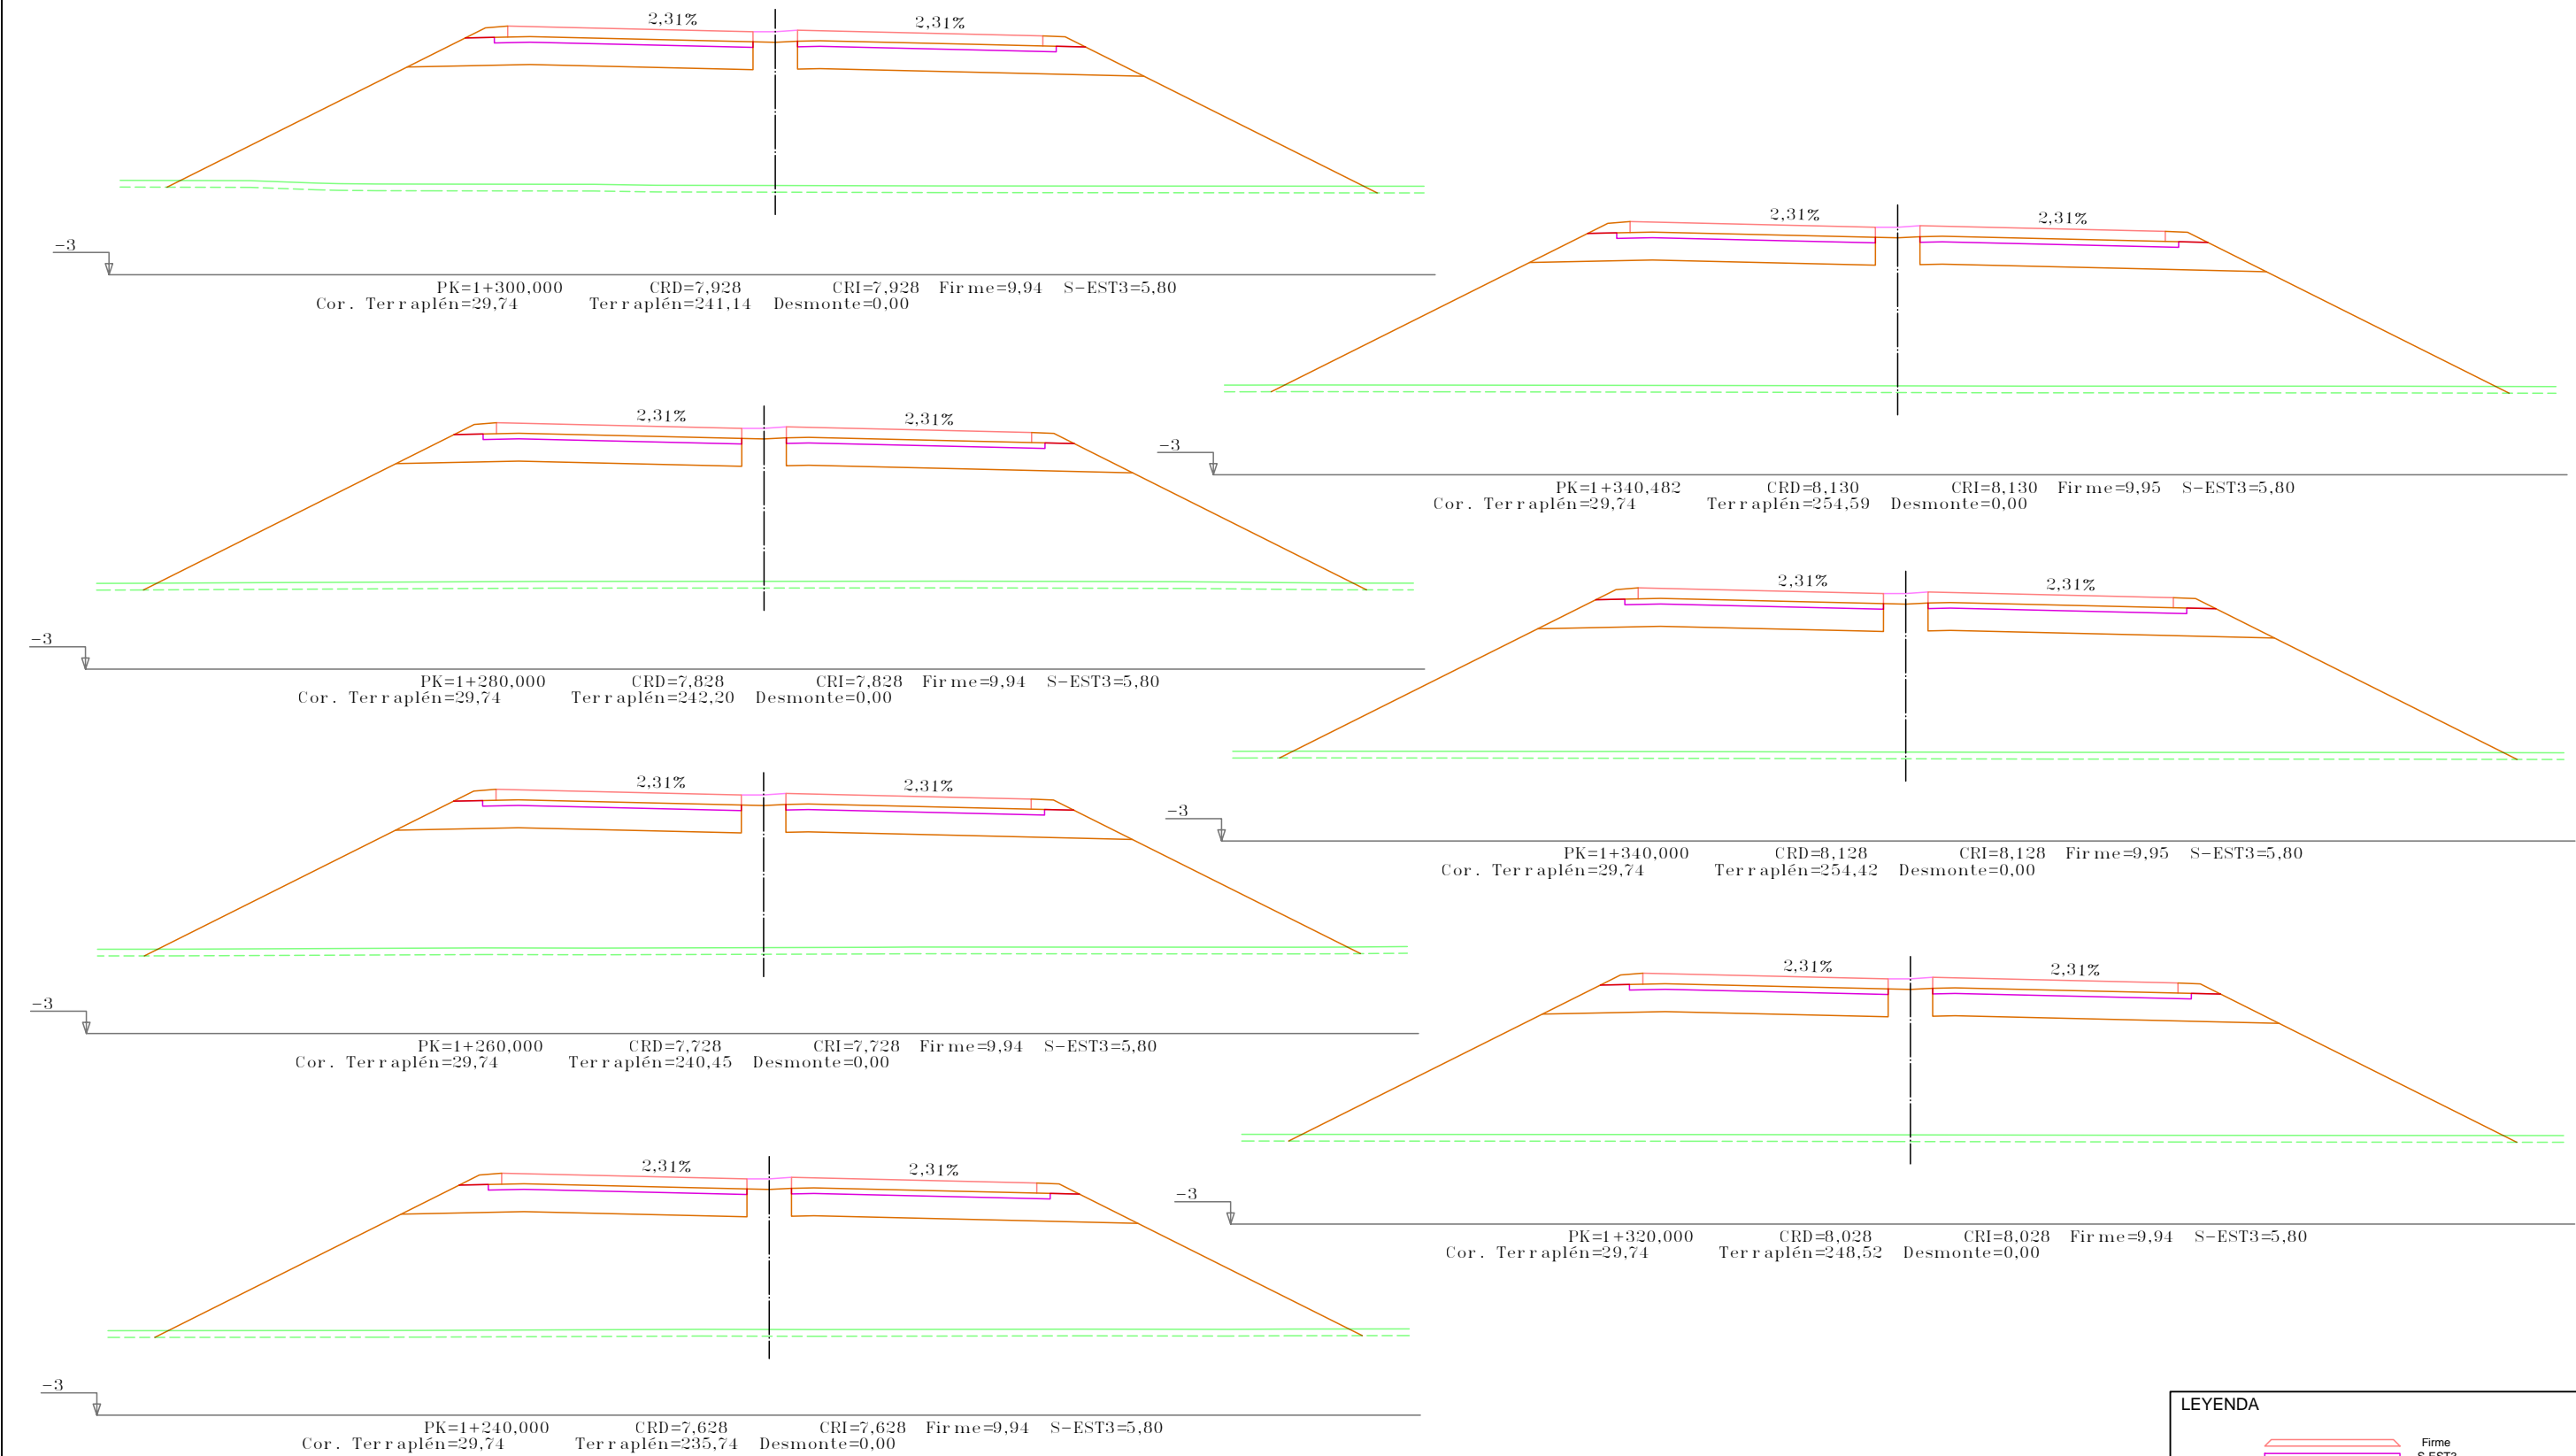 2,31% 2,31%
-3
PK=1+300,000 CRD=7,928 CRI=7,928 Firme=9,94 S-EST3=5,80
Cor. Terraplén=29,74 Terraplén=241,14 Desmonte=0,00
2,31% 2,31%
-3
PK=1+280,000 CRD=7,828 CRI=7,828 Firme=9,94 S-EST3=5,80
Cor. Terraplén=29,74 Terraplén=242,20 Desmonte=0,00
2,31% 2,31%
-3
PK=1+260,000 CRD=7,728 CRI=7,728 Firme=9,94 S-EST3=5,80
Cor. Terraplén=29,74 Terraplén=240,45 Desmonte=0,00
2,31% 2,31%
-3
PK=1+240,000 CRD=7,628 CRI=7,628 Firme=9,94 S-EST3=5,80
Cor. Terraplén=29,74 Terraplén=235,74 Desmonte=0,00
2,31% 2,31%
-3
PK=1+340,482 CRD=8,130 CRI=8,130 Firme=9,95 S-EST3=5,80
Cor. Terraplén=29,74 Terraplén=254,59 Desmonte=0,00
2,31% 2,31%
-3
PK=1+340,000 CRD=8,128 CRI=8,128 Firme=9,95 S-EST3=5,80
Cor. Terraplén=29,74 Terraplén=254,42 Desmonte=0,00
2,31% 2,31%
-3
PK=1+320,000 CRD=8,028 CRI=8,028 Firme=9,94 S-EST3=5,80
Cor. Terraplén=29,74 Terraplén=248,52 Desmonte=0,00
LEYENDA
Firme
S-EST3